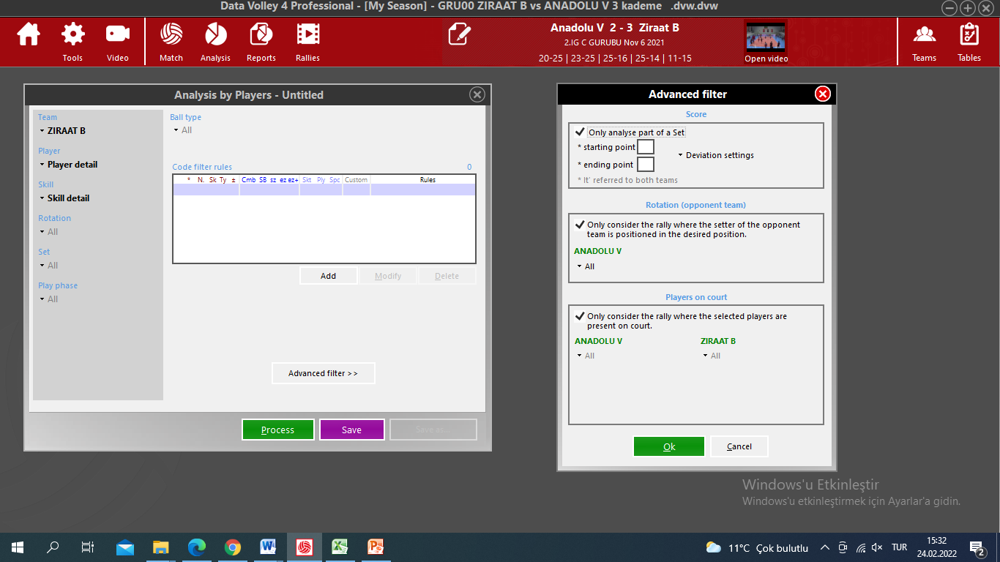 Data Volley 4 Professional - [My Season] - GRU00 ZIRAAT B vs ANADOLU V 3 kademe .dvw.dvw
Tools
Video
Match
Analysis
Reports
Rallies
Anadolu V 2 - 3 Ziraat B
2.IG C GURUBU Nov 6 2021
20-25 | 23-25 | 25-16 | 25-14 | 11-15
Open video
Teams
Tables
Analysis by Players - Untitled
Team
ZIRAAT B
Player
Player detail
Skill
Skill detail
Rotation
All
Set
All
Play phase
All
Ball type
All
Code filter rules 0
* N. Sk Ty ± Cmb SB sz ez ez+ Skt Ply Spc Custom Rules
Add Modify Delete
Advanced filter >>
Process Save Save as...
Advanced filter
Score
Only analyse part of a Set
* starting point
Deviation settings
* ending point
* It' referred to both teams
Rotation (opponent team)
Only consider the rally where the setter of the opponent
team is positioned in the desired position.
ANADOLU V
All
Players on court
Only consider the rally where the selected players are
present on court.
ANADOLU V ZIRAAT B
All All
Ok Cancel
Windows'u Etkinleştir
Windows'u etkinleştirmek için Ayarlar'a gidin.
11°C Çok bulutlu
TUR
15:32
24.02.2022
2